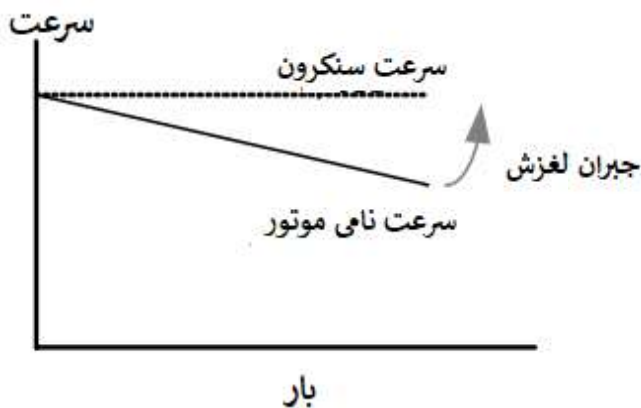 سرعت
سرعت سنکرون
جبران لغزش
سرعت نامی موتور
بار